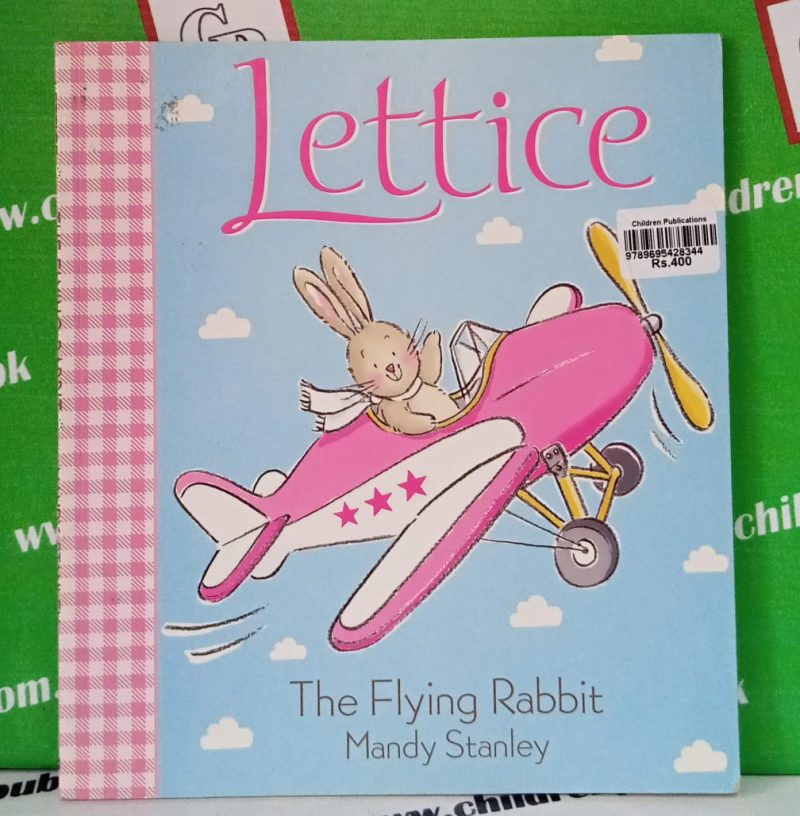 Lettice
Children Publications
9789695428344
Rs.400
The Flying Rabbit
Mandy Stanley